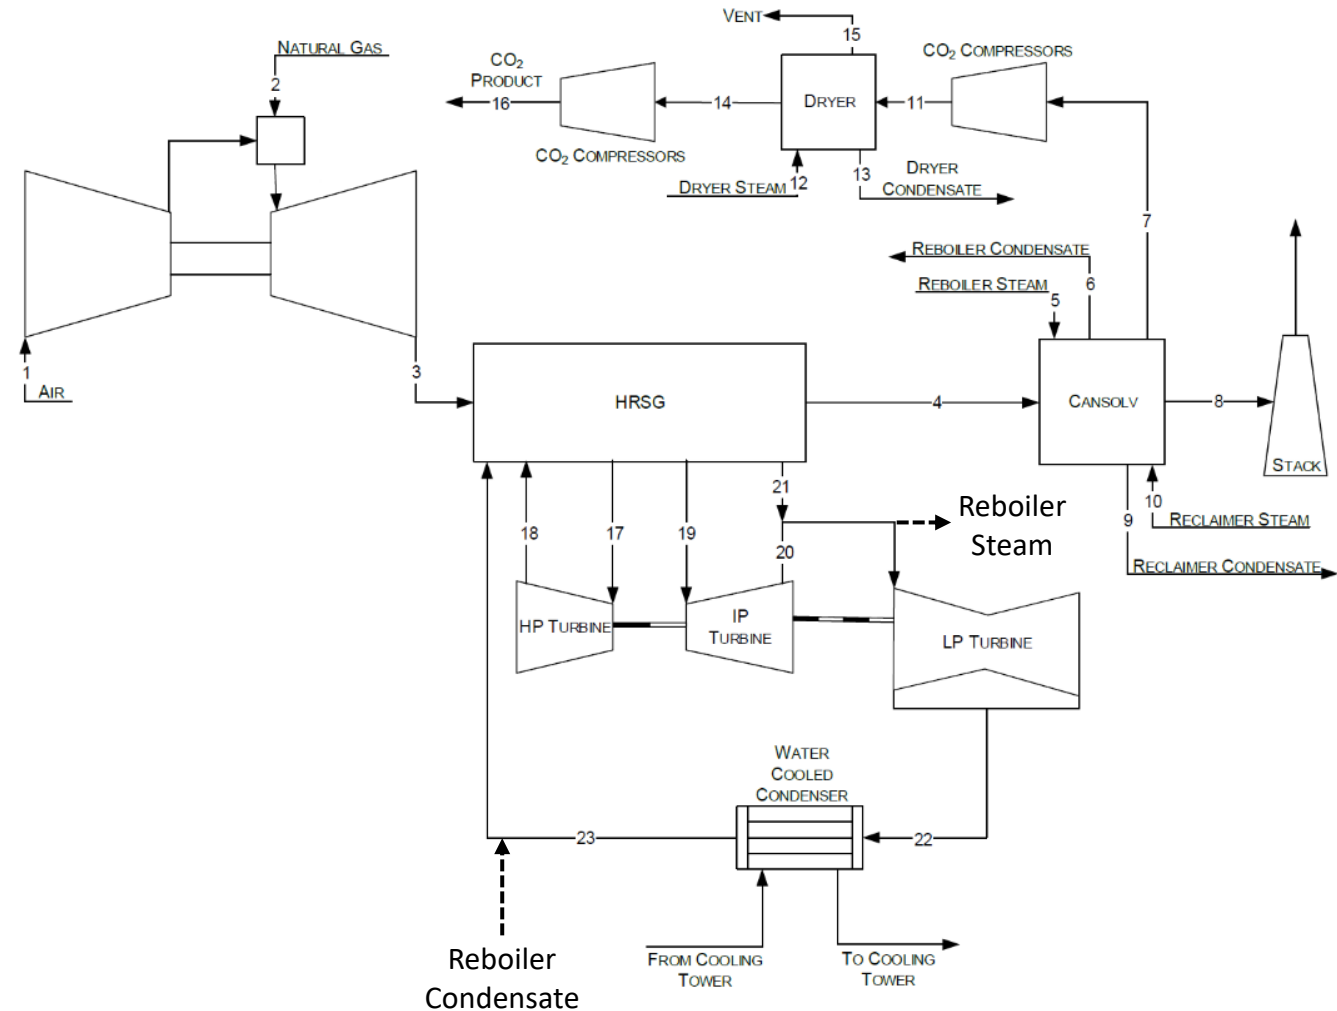 VENT
15
NATURAL GAS
2
CO2
PRODUCT
16
CO2 COMPRESSORS
14
DRYER
11
CO2 COMPRESSORS
DRYER STEAM
12
13
DRYER
CONDENSATE
7
REBOILER CONDENSATE
6
REBOILER STEAM
5
1
AIR
3
HRSG
4
CANSOLV
8
STACK
21
18
17
19
20
Reboiler
Steam
10
9
RECLAIMER STEAM
RECLAIMER CONDENSATE
HP TURBINE
IP
TURBINE
LP TURBINE
WATER
COOLED
CONDENSER
23
22
Reboiler
Condensate
FROM COOLING
TOWER
TO COOLING
TOWER